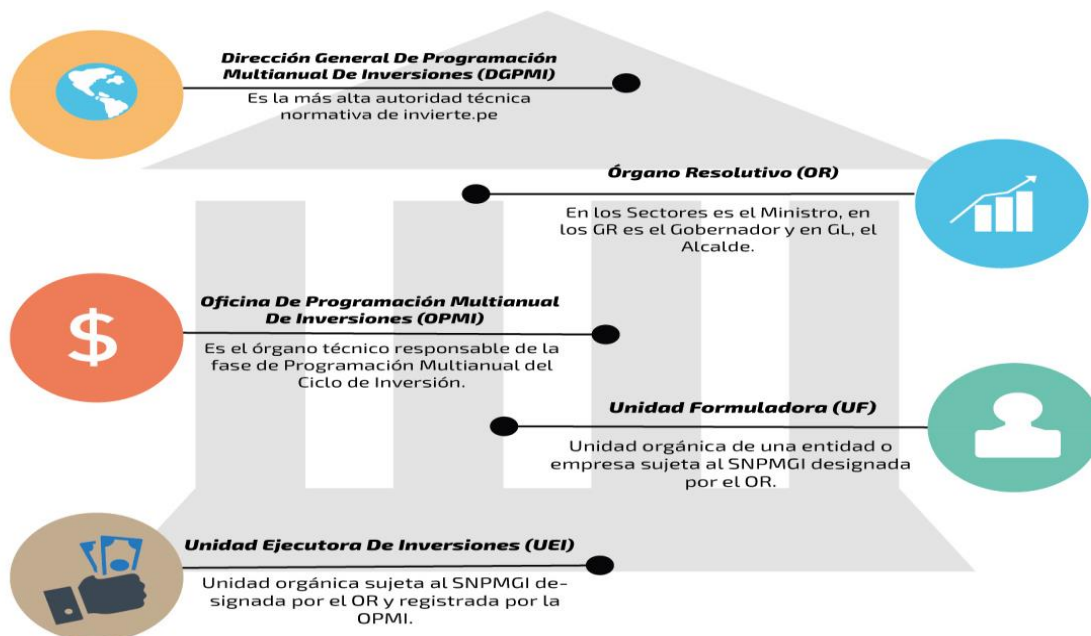 Dirección General De Programación
Multianual De Inversiones (DGPMI)
Es la más alta autoridad técnica
normativa de invierte.pe
Órgano Resolutivo (OR)
En los Sectores es el Ministro, en
los GR es el Gobernador y en GL, el
Alcalde.
Oficina De Programación Multianual
De Inversiones (OPMI)
Es el órgano técnico responsable de la
fase de Programación Multianual del
Ciclo de Inversión.
$
Unidad Formuladora (UF)
Unidad orgánica de una entidad o
empresa sujeta al SNPMGI designada
por el OR.
Unidad Ejecutora De Inversiones (UEI)
Unidad orgánica sujeta al SNPMGI de-
signada por el OR y registrada por la
OPMI.